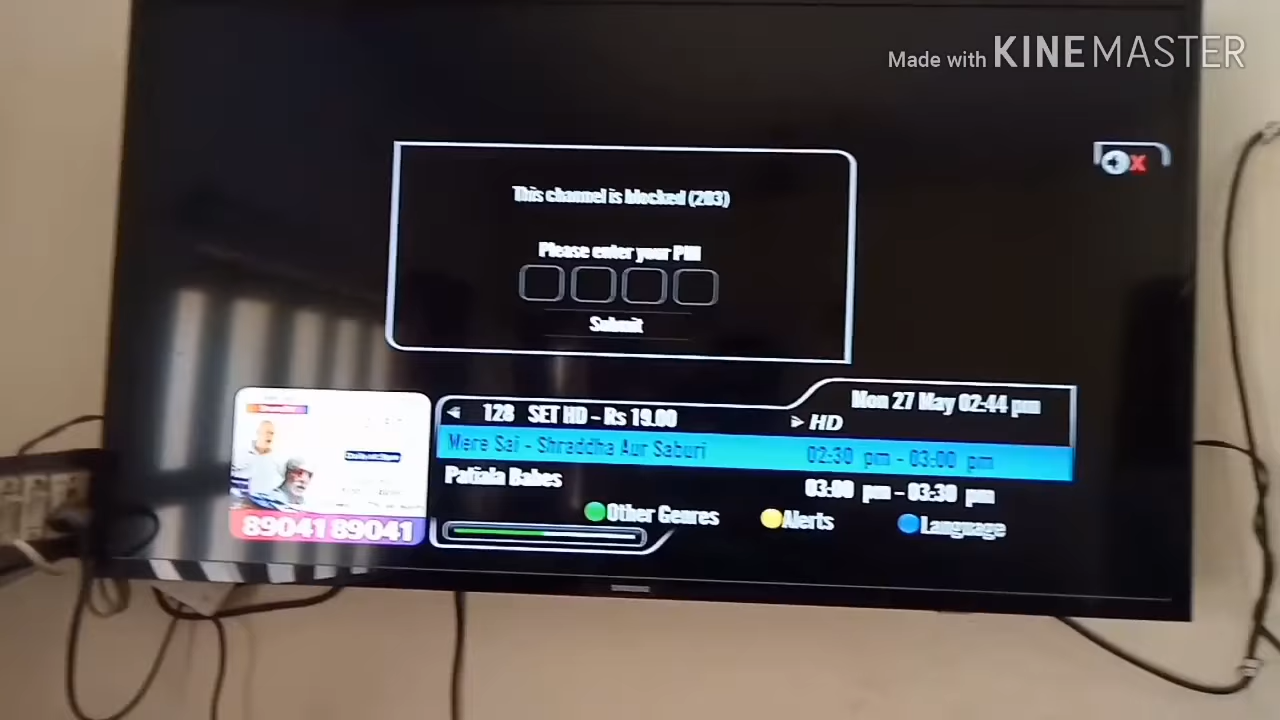 Made with KINEMASTER
This channel is blocked (203)
Please enter your PIN
Submit
128 SET HD - Rs 19.00
HD
Mon 27 May 02:44 pm
Mere Sai - Shraddha Aur Saburi 02:30 pm - 03:00 pm
Patiala Babes 03:00 pm - 03:30 pm
Other Genres Alerts Language
89041 89041